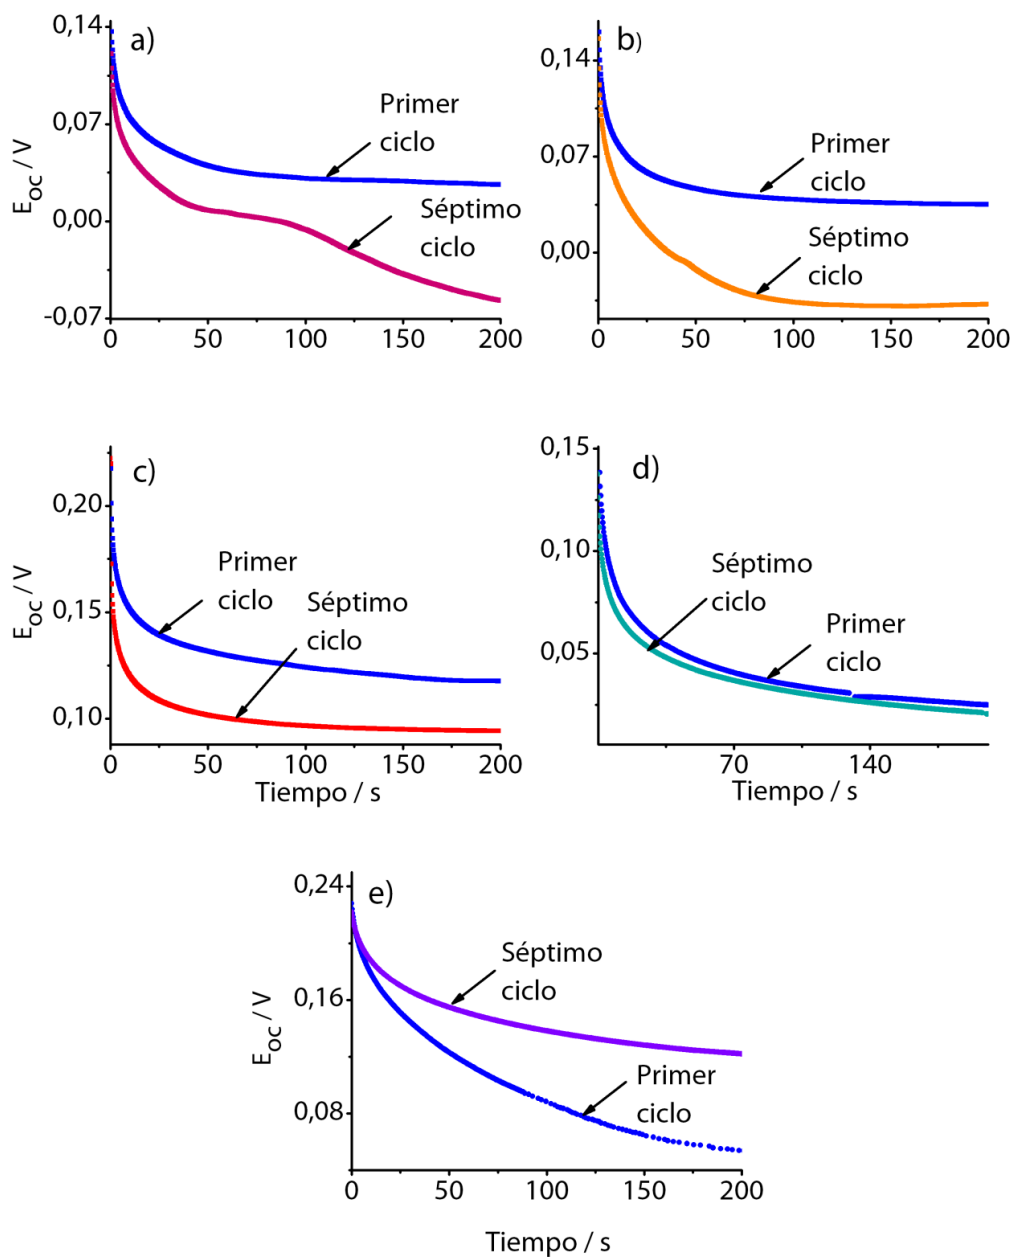 a)
0,14
0,07
0,00
-0,07
E_oc / V
Primer
ciclo
Séptimo
ciclo
0
50
100
150
200
b)
0,14
0,07
0,00
Primer
ciclo
Séptimo
ciclo
0
50
100
150
200
c)
0,20
0,15
0,10
E_oc / V
Primer
ciclo
Séptimo
ciclo
0
50
100
150
200
Tiempo / s
d)
0,15
0,10
0,05
Séptimo
ciclo
Primer
ciclo
70
140
Tiempo / s
e)
0,24
0,16
0,08
E_oc / V
Séptimo
ciclo
Primer
ciclo
0
50
100
150
200
Tiempo / s